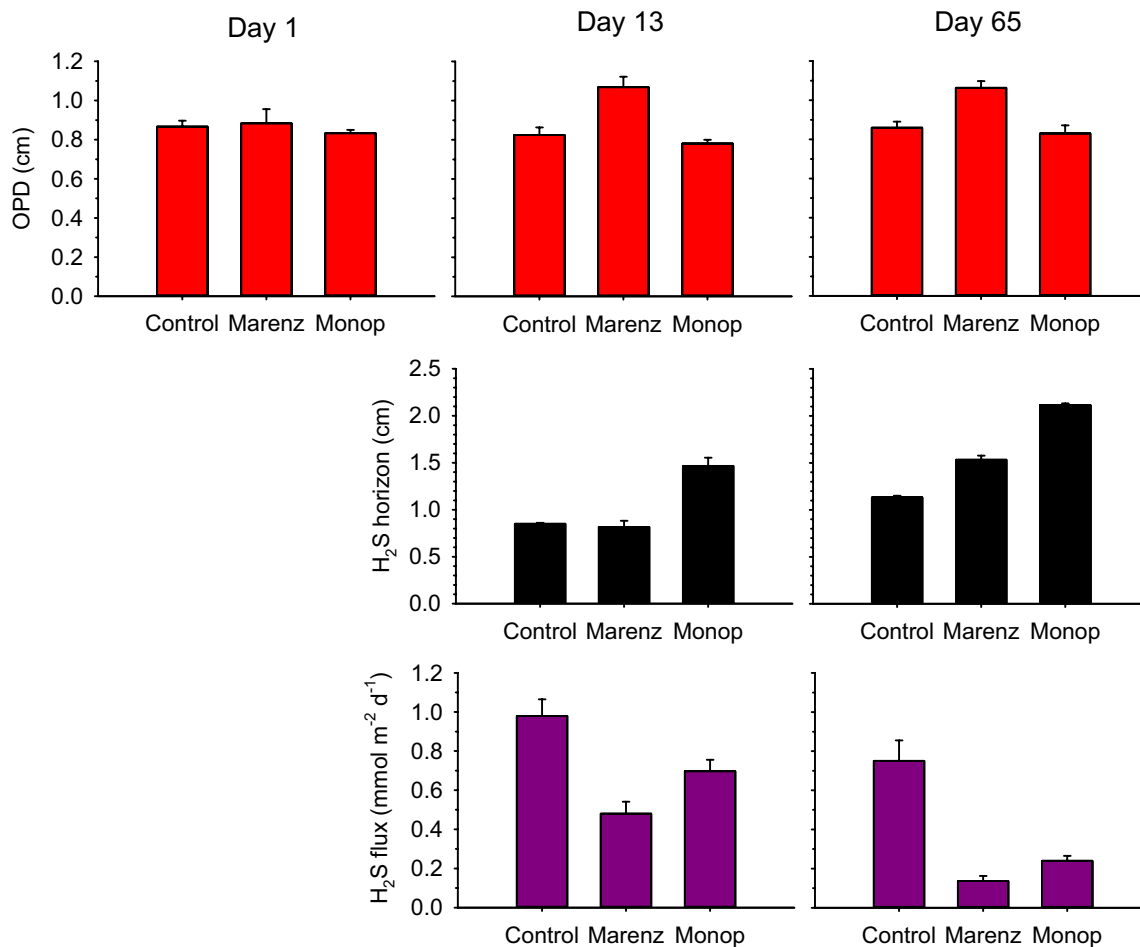 Day 1
Day 13
Day 65
OPD (cm)
1.2
1.0
0.8
0.6
0.4
0.2
0.0
Control Marenz Monop
Control Marenz Monop
Control Marenz Monop
H₂S horizon (cm)
2.5
2.0
1.5
1.0
0.5
0.0
Control Marenz Monop
Control Marenz Monop
H₂S flux (mmol m⁻² d⁻¹)
1.2
1.0
0.8
0.6
0.4
0.2
0.0
Control Marenz Monop
Control Marenz Monop